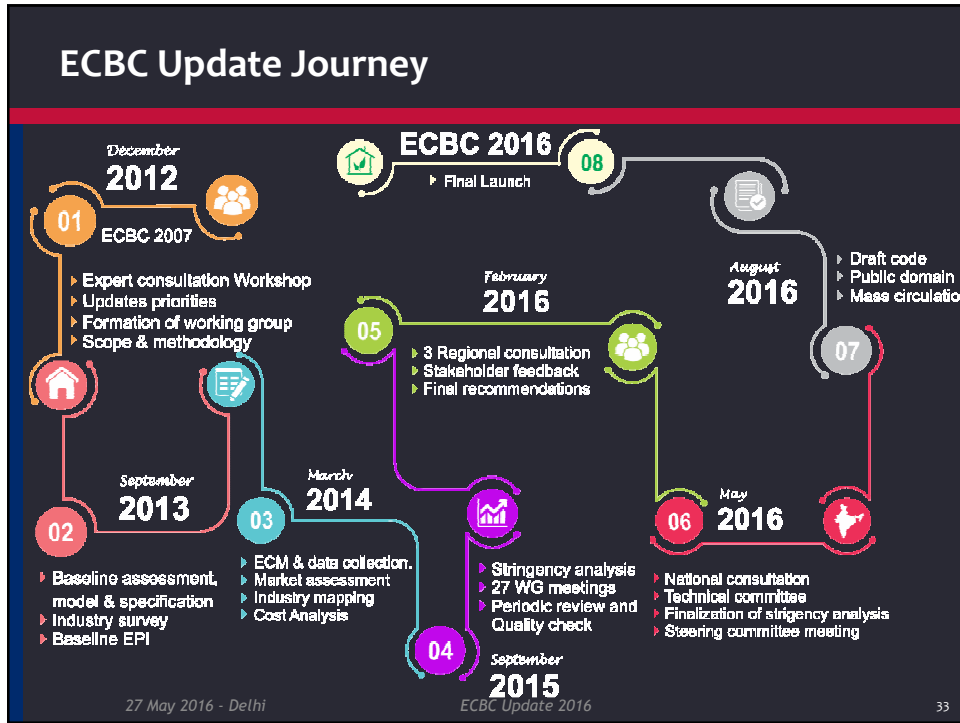 ECBC Update Journey
December
2012
01
ECBC 2007
Expert consultation Workshop
Updates priorities
Formation of working group
Scope & methodology
September
2013
02
Baseline assessment,
model & specification
Industry survey
Baseline EPI
March
2014
03
ECM & data collection.
Market assessment
Industry mapping
Cost Analysis
04
September
2015
Stringency analysis
27 WG meetings
Periodic review and
Quality check
05
February
2016
3 Regional consultation
Stakeholder feedback
Final recommendations
06
May
2016
National consultation
Technical committee
Finalization of strigency analysis
Steering committee meeting
07
August
2016
Draft code
Public domain
Mass circulatio
08
ECBC 2016
Final Launch
27 May 2016 - Delhi
ECBC Update 2016
33